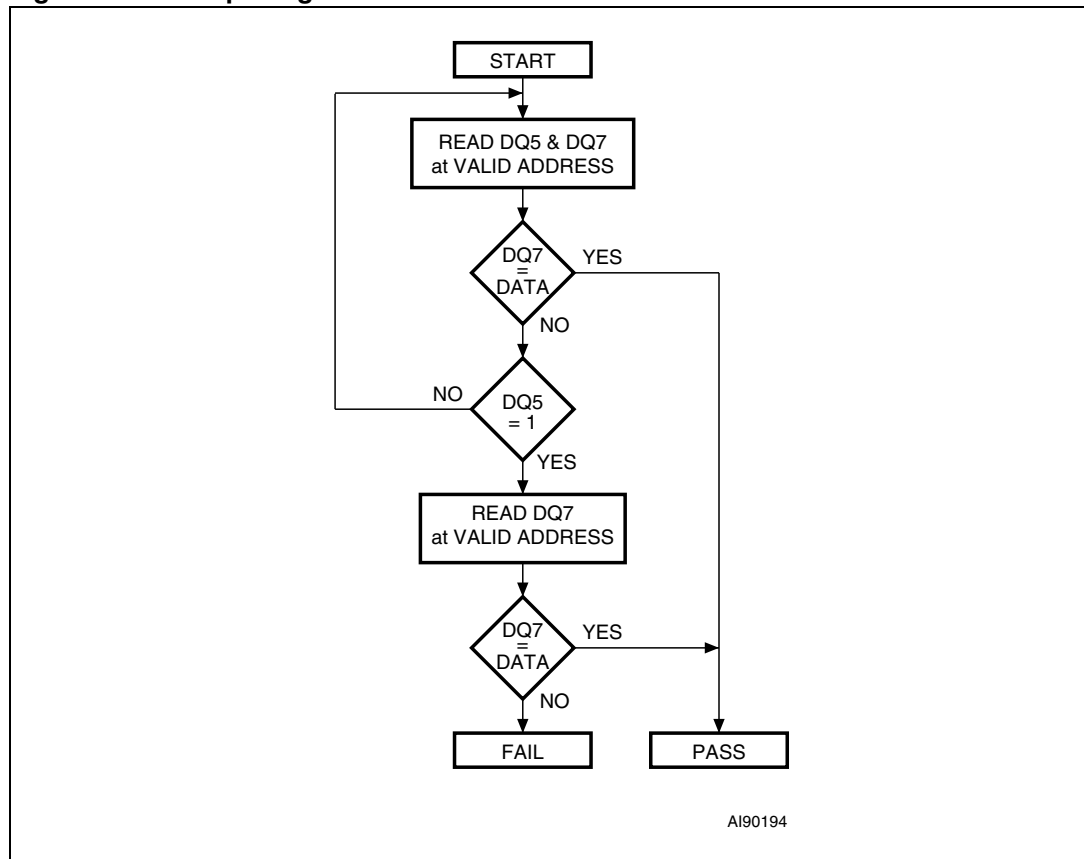 START
READ DQ5 & DQ7
at VALID ADDRESS
DQ7
=
DATA
YES
NO
NO
DQ5
= 1
YES
READ DQ7
at VALID ADDRESS
DQ7
=
DATA
YES
NO
FAIL
PASS
AI90194